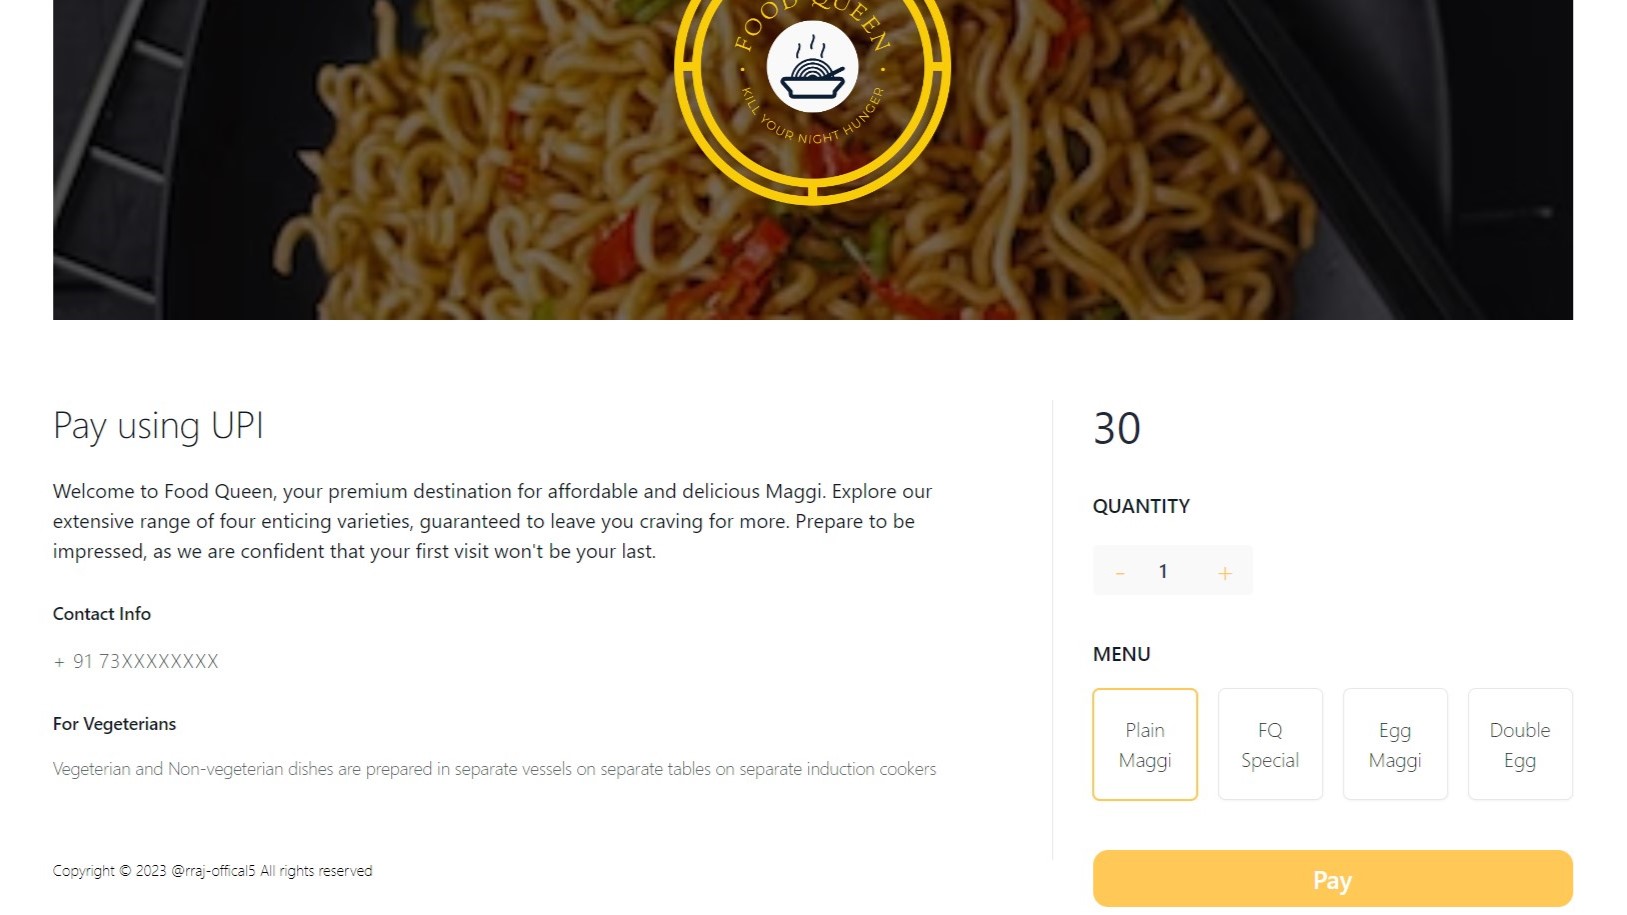 FOOD QUEEN
KILL YOUR NIGHT HUNGER
Pay using UPI
Welcome to Food Queen, your premium destination for affordable and delicious Maggi. Explore our
extensive range of four enticing varieties, guaranteed to leave you craving for more. Prepare to be
impressed, as we are confident that your first visit won't be your last.
Contact Info
+ 91 73XXXXXXXX
For Vegeterians
Vegeterian and Non-vegeterian dishes are prepared in separate vessels on separate tables on separate induction cookers
Copyright © 2023 @rraj-offical5 All rights reserved
30
QUANTITY
- 1 +
MENU
Plain
Maggi
FQ
Special
Egg
Maggi
Double
Egg
Pay